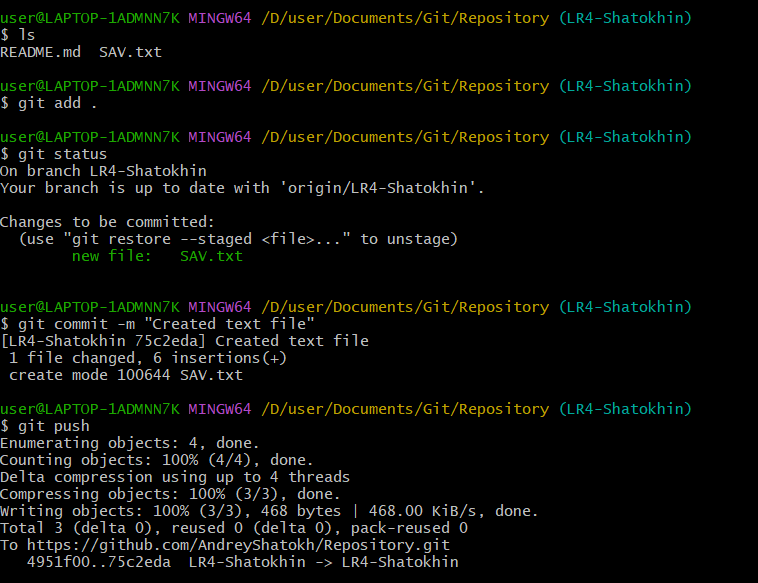 user@LAPTOP-1ADMNN7K MINGW64 /D/user/Documents/Git/Repository (LR4-Shatokhin)
$ ls
README.md  SAV.txt
user@LAPTOP-1ADMNN7K MINGW64 /D/user/Documents/Git/Repository (LR4-Shatokhin)
$ git add .
user@LAPTOP-1ADMNN7K MINGW64 /D/user/Documents/Git/Repository (LR4-Shatokhin)
$ git status
On branch LR4-Shatokhin
Your branch is up to date with 'origin/LR4-Shatokhin'.
Changes to be committed:
  (use "git restore --staged <file>..." to unstage)
        new file:   SAV.txt
user@LAPTOP-1ADMNN7K MINGW64 /D/user/Documents/Git/Repository (LR4-Shatokhin)
$ git commit -m "Created text file"
[LR4-Shatokhin 75c2eda] Created text file
 1 file changed, 6 insertions(+)
 create mode 100644 SAV.txt
user@LAPTOP-1ADMNN7K MINGW64 /D/user/Documents/Git/Repository (LR4-Shatokhin)
$ git push
Enumerating objects: 4, done.
Counting objects: 100% (4/4), done.
Delta compression using up to 4 threads
Compressing objects: 100% (3/3), done.
Writing objects: 100% (3/3), 468 bytes | 468.00 KiB/s, done.
Total 3 (delta 0), reused 0 (delta 0), pack-reused 0
To https://github.com/AndreyShatokh/Repository.git
   4951f00..75c2eda  LR4-Shatokhin -> LR4-Shatokhin